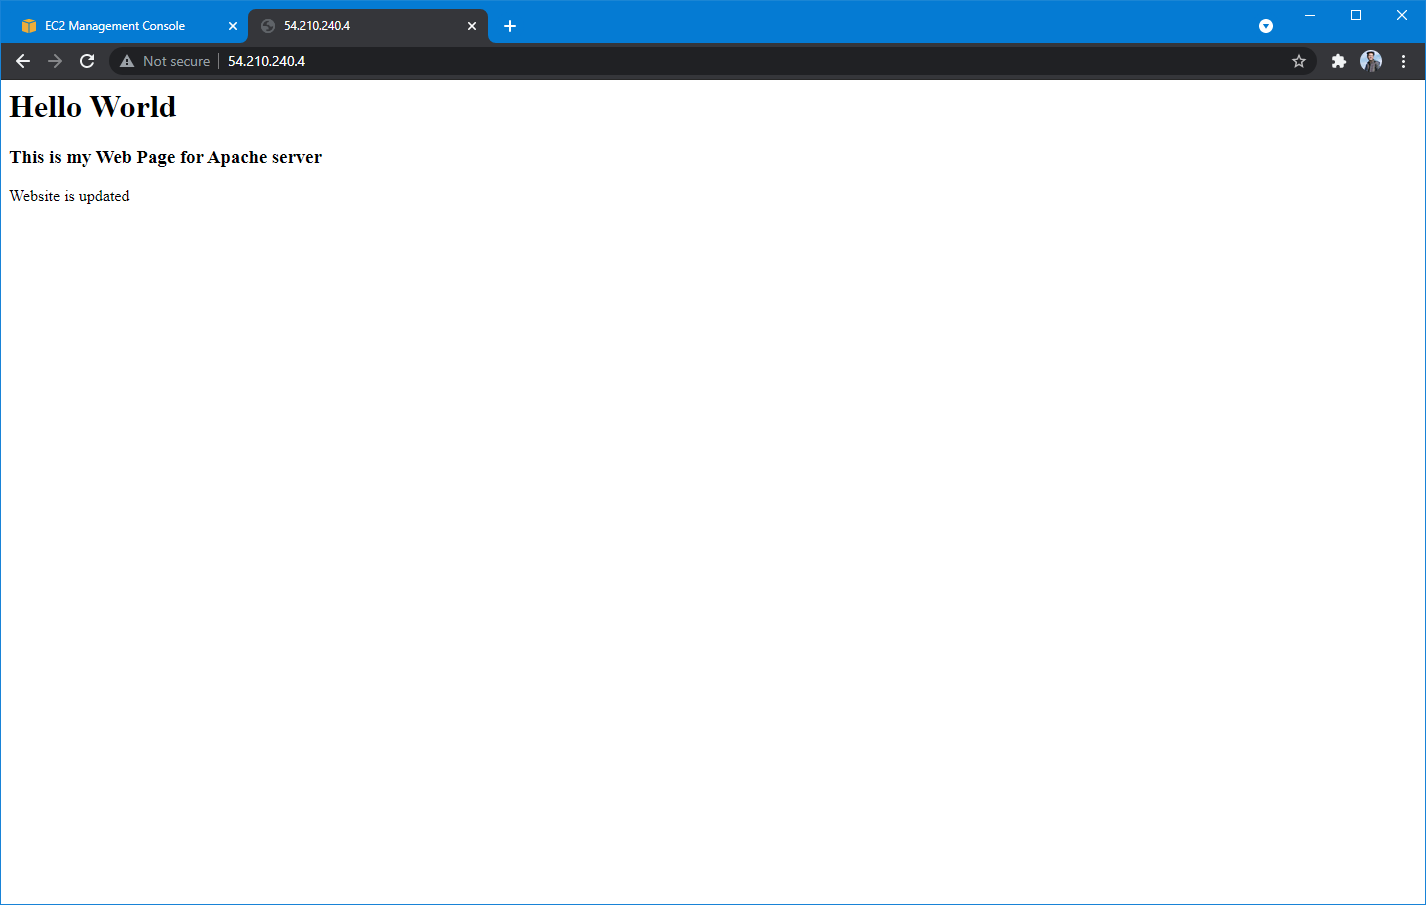 EC2 Management Console
54.210.240.4
Not secure
54.210.240.4
Hello World
This is my Web Page for Apache server
Website is updated